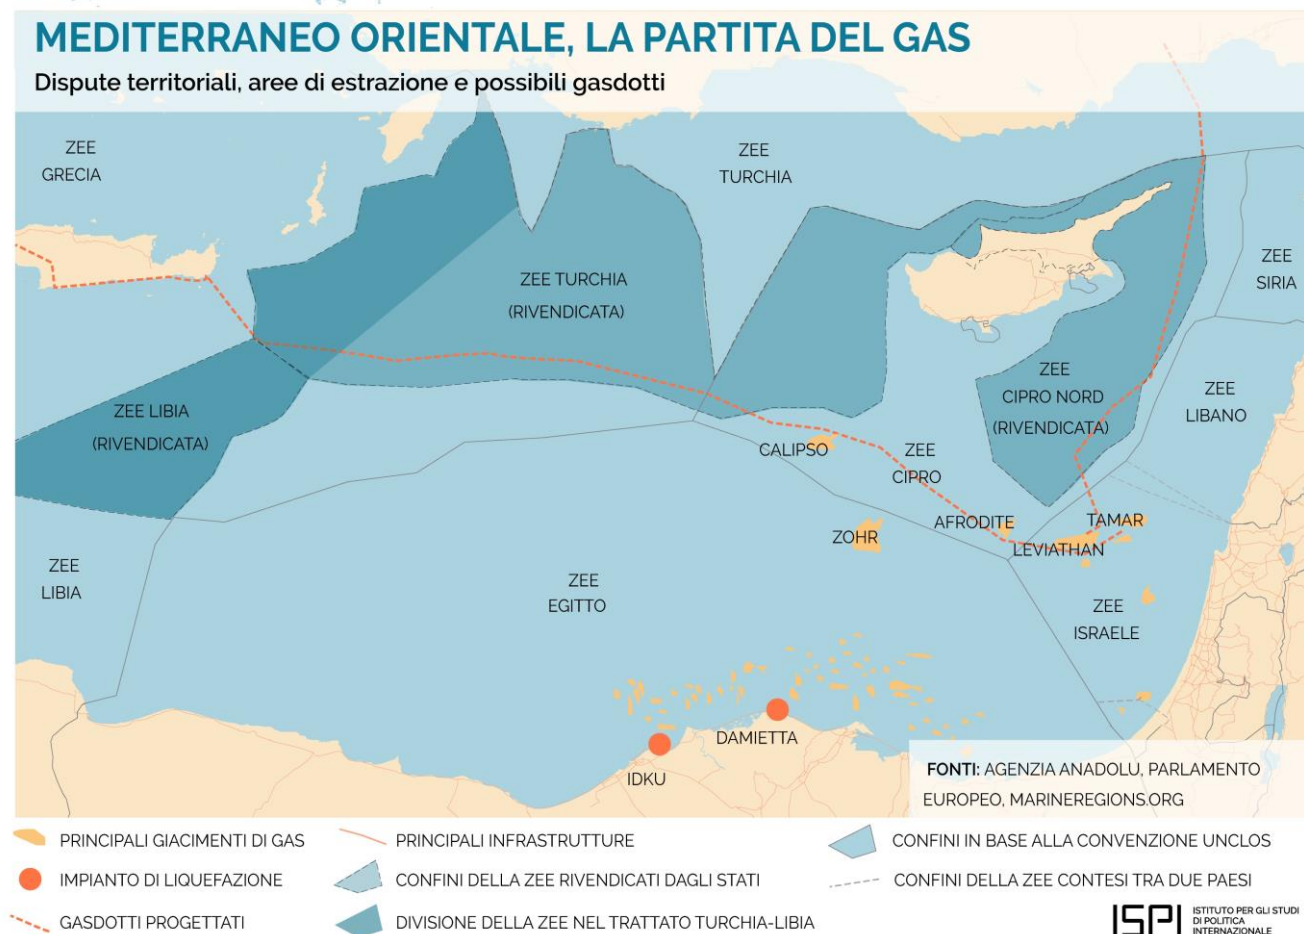 MEDITERRANEO ORIENTALE, LA PARTITA DEL GAS
Dispute territoriali, aree di estrazione e possibili gasdotti
ZEE
GRECIA
ZEE
TURCHIA
ZEE TURCHIA
(RIVENDICATA)
ZEE
SIRIA
ZEE LIBIA
(RIVENDICATA)
ZEE
CIPRO NORD
(RIVENDICATA)
ZEE
LIBANO
CALIPSO
ZEE
CIPRO
ZOHR
AFRODITE
TAMAR
LEVIATHAN
ZEE
LIBIA
ZEE
EGITTO
ZEE
ISRAELE
DAMIETTA
IDKU
FONTI: AGENZIA ANADOLU, PARLAMENTO
EUROPEO, MARINEREGIONS.ORG
PRINCIPALI GIACIMENTI DI GAS
PRINCIPALI INFRASTRUTTURE
CONFINI IN BASE ALLA CONVENZIONE UNCLOS
IMPIANTO DI LIQUEFAZIONE
CONFINI DELLA ZEE RIVENDICATI DAGLI STATI
CONFINI DELLA ZEE CONTESI TRA DUE PAESI
GASDOTTI PROGETTATI
DIVISIONE DELLA ZEE NEL TRATTATO TURCHIA-LIBIA
ISPI
ISTITUTO PER GLI STUDI
DI POLITICA
INTERNAZIONALE